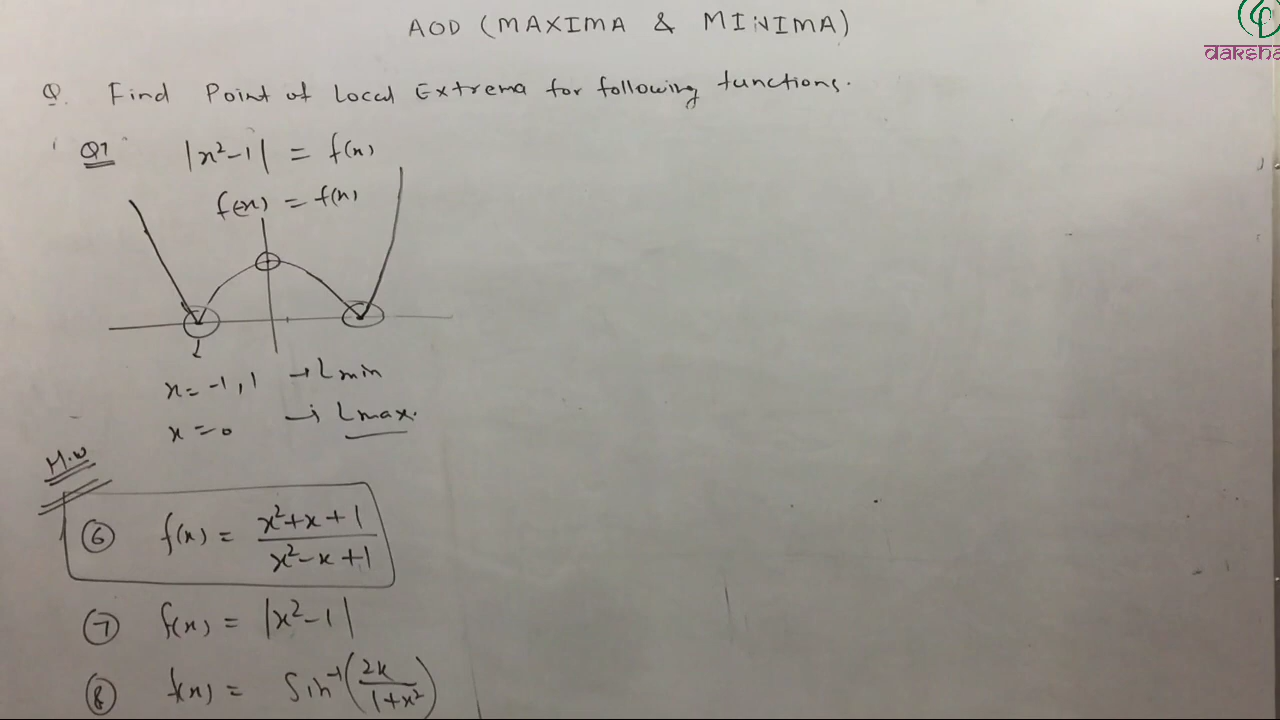 AOD (MAXIMA & MINIMA)
daksha
Q. Find Point of Local Extrema for following functions.
Q7 |x²-1| = f(x)
f(-x) = f(x)
x = -1, 1 → L min
x = 0 → L max.
H.W
⑥ f(x) = (x²+x+1)/(x²-x+1)
⑦ f(x) = |x²-1|
⑧ f(x) = Sin⁻¹(2x/(1+x²))